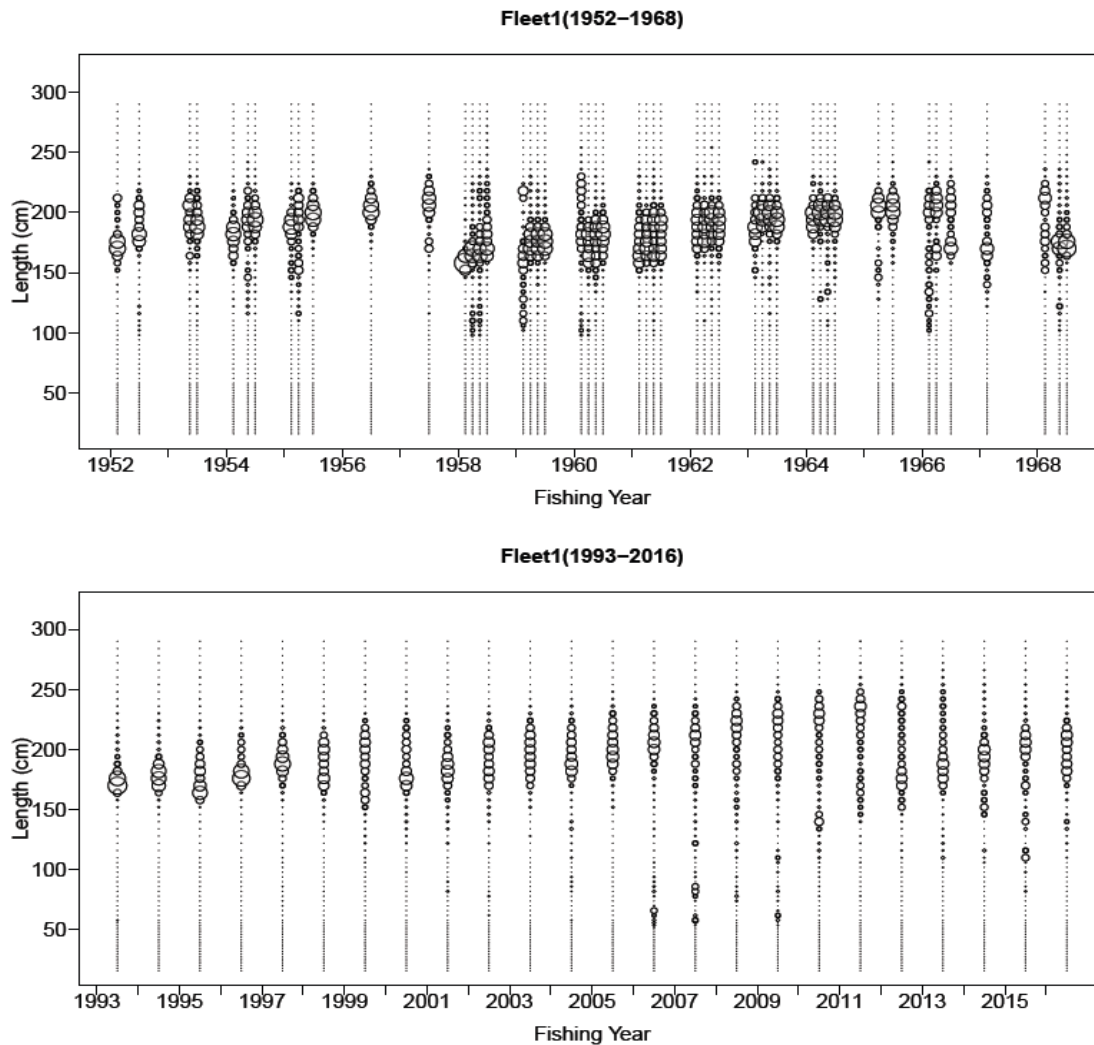 Fleet1(1952−1968)
300
250
200
150
100
50
Length (cm)
1952 1954 1956 1958 1960 1962 1964 1966 1968
Fishing Year
Fleet1(1993−2016)
300
250
200
150
100
50
Length (cm)
1993 1995 1997 1999 2001 2003 2005 2007 2009 2011 2013 2015
Fishing Year